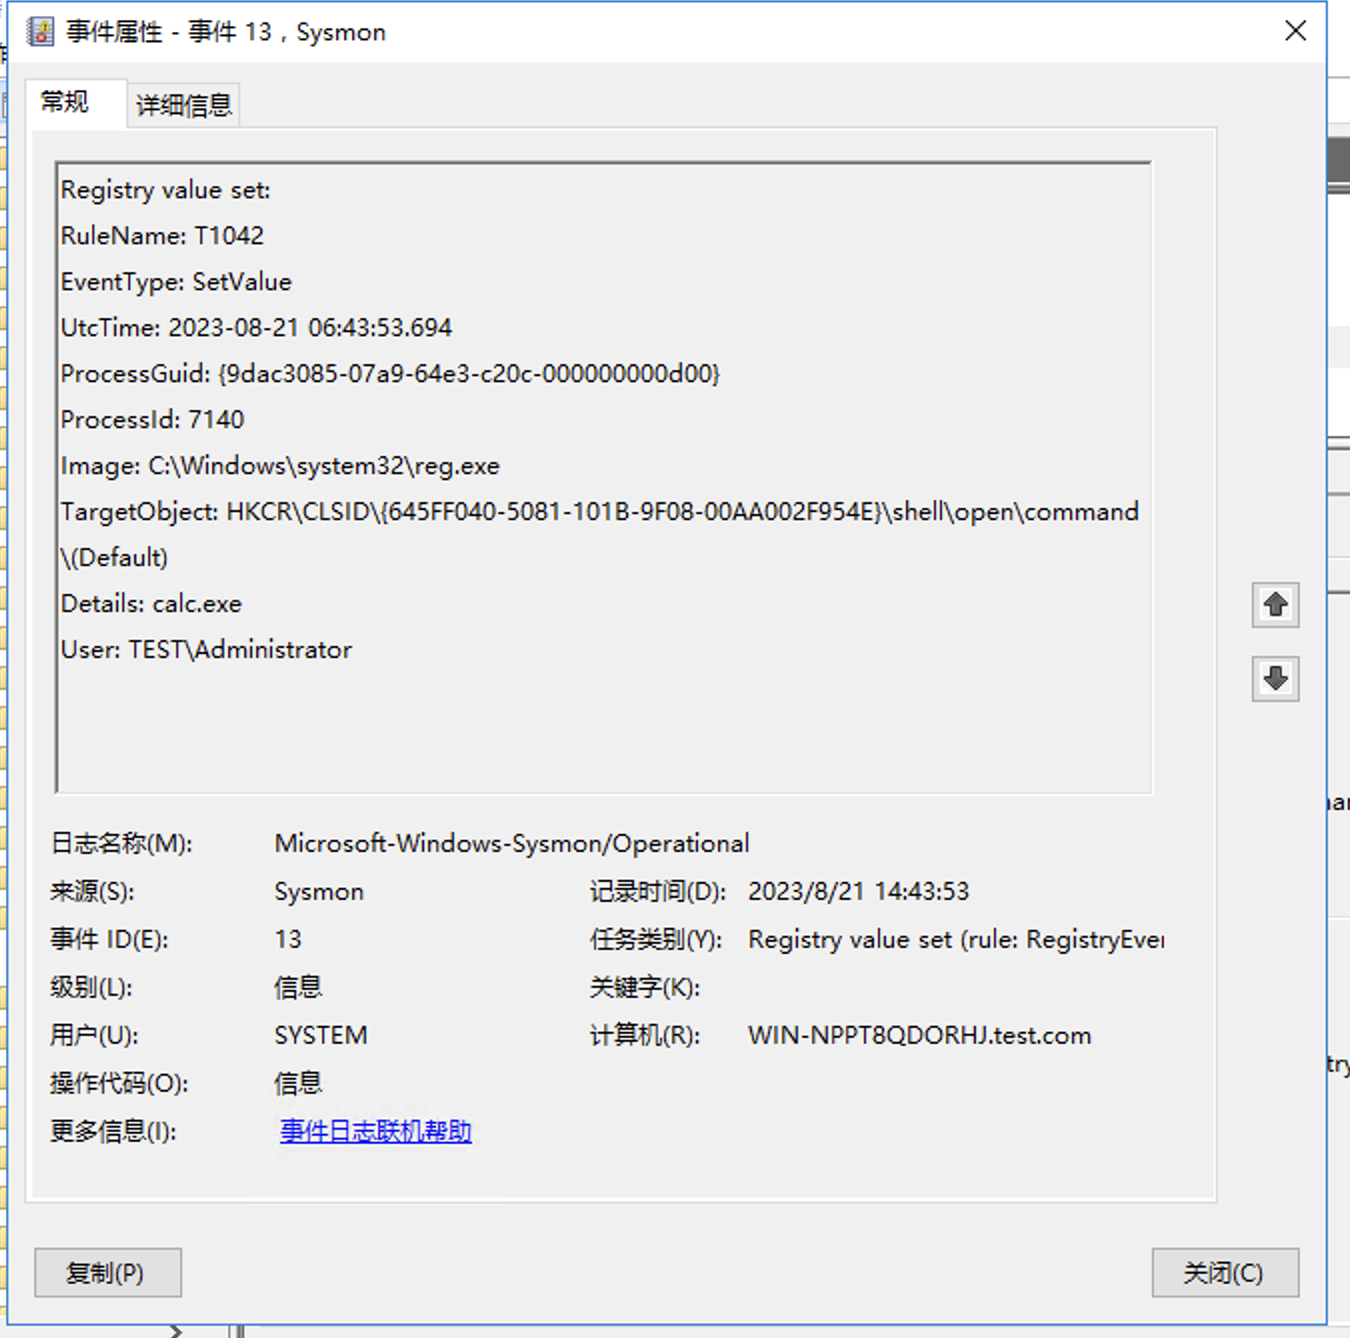 事件属性 - 事件 13，Sysmon
常规
详细信息
Registry value set:
RuleName: T1042
EventType: SetValue
UtcTime: 2023-08-21 06:43:53.694
ProcessGuid: {9dac3085-07a9-64e3-c20c-000000000d00}
ProcessId: 7140
Image: C:\Windows\system32\reg.exe
TargetObject: HKCR\CLSID\{645FF040-5081-101B-9F08-00AA002F954E}\shell\open\command
\(Default)
Details: calc.exe
User: TEST\Administrator
日志名称(M): Microsoft-Windows-Sysmon/Operational
来源(S): Sysmon 记录时间(D): 2023/8/21 14:43:53
事件 ID(E): 13 任务类别(Y): Registry value set (rule: RegistryEver
级别(L): 信息 关键字(K):
用户(U): SYSTEM 计算机(R): WIN-NPPT8QDORHJ.test.com
操作代码(O): 信息
更多信息(I): 事件日志联机帮助
复制(P) 关闭(C)